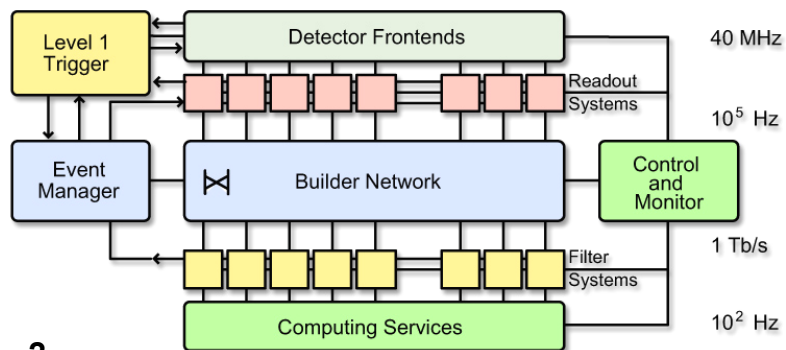 Level 1
Trigger
Detector Frontends
40 MHz
Readout
Systems
10⁵ Hz
Event
Manager
Builder Network
Control
and
Monitor
1 Tb/s
Filter
Systems
Computing Services
10² Hz